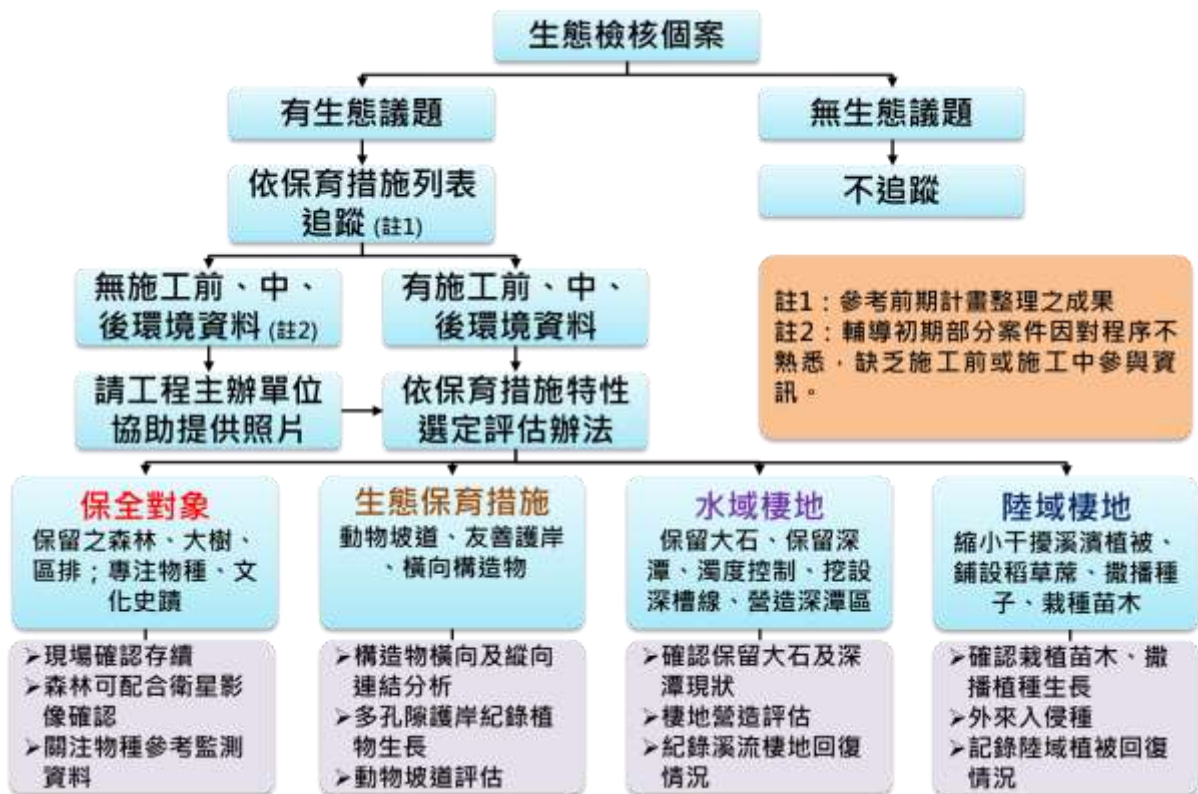 生態檢核個案
有生態議題
無生態議題
依保育措施列表
追蹤 (註1)
不追蹤
無施工前、中、
後環境資料 (註2)
有施工前、中、
後環境資料
註1：參考前期計畫整理之成果
註2：輔導初期部分案件因對程序不
熟悉，缺乏施工前或施工中參與資
訊。
請工程主辦單位
協助提供照片
依保育措施特性
選定評估辦法
保全對象
保留之森林、大樹、
區排；專注物種、文
化史蹟
生態保育措施
動物坡道、友善護岸
、橫向構造物
水域棲地
保留大石、保留深
潭、濁度控制、挖設
深槽線、營造深潭區
陸域棲地
縮小干擾溪濱植被、
鋪設稻草蓆、撒播種
子、栽種苗木
➢現場確認存續
➢森林可配合衛星影
像確認
➢關注物種參考監測
資料
➢構造物橫向及縱向
連結分析
➢多孔隙護岸紀錄植
物生長
➢動物坡道評估
➢確認保留大石及深
潭現狀
➢棲地營造評估
➢紀錄溪流棲地回復
情況
➢確認栽植苗木、撒
播植種生長
➢外來入侵種
➢記錄陸域植被回復
情況